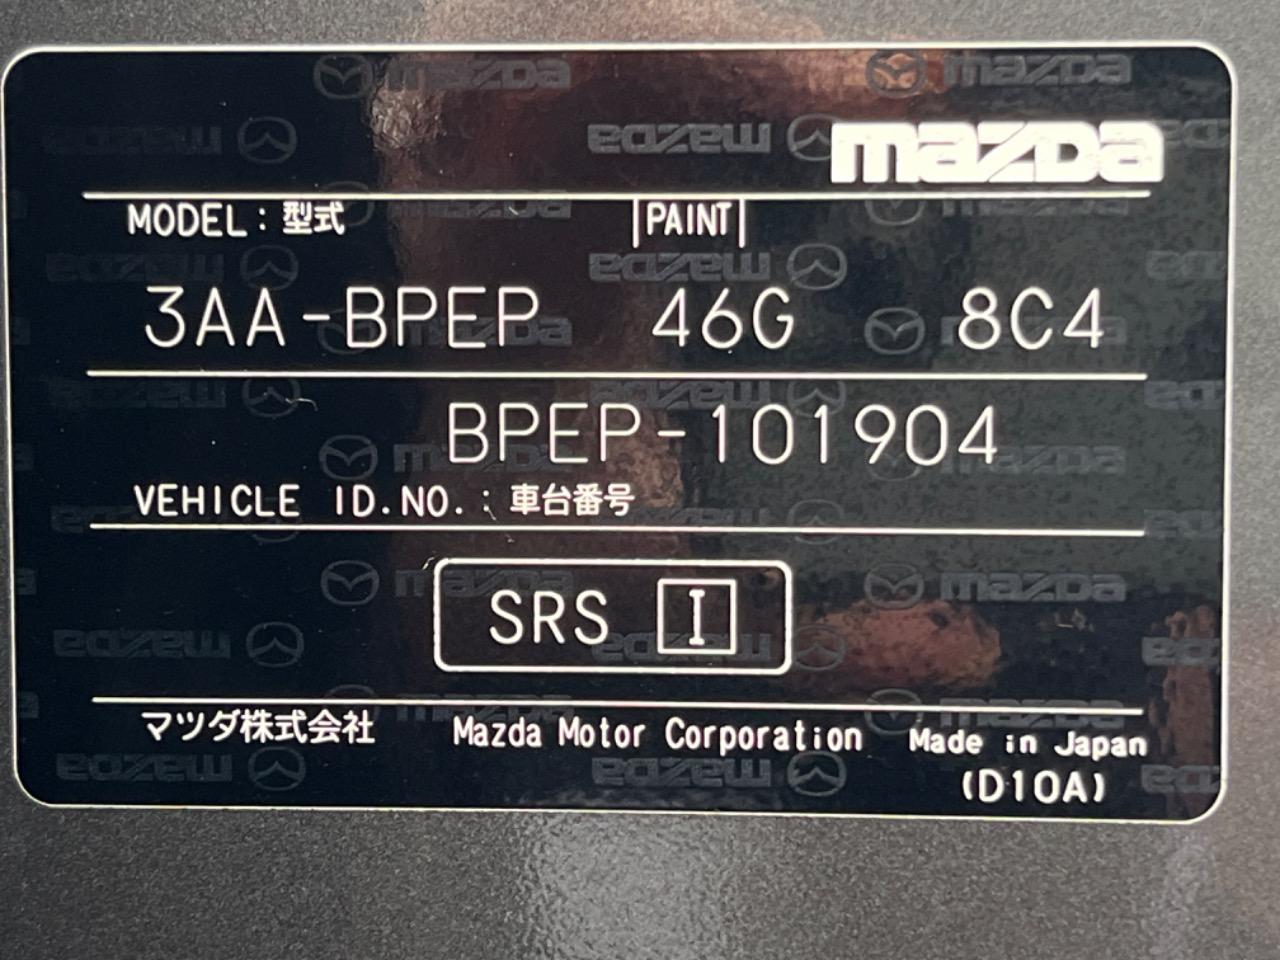 mazda
MODEL : 型式 |PAINT|
3AA-BPEP 46G 8C4
BPEP-101904
VEHICLE ID.NO. : 車台番号
SRS I
マツダ株式会社 Mazda Motor Corporation Made in Japan
(D10A)